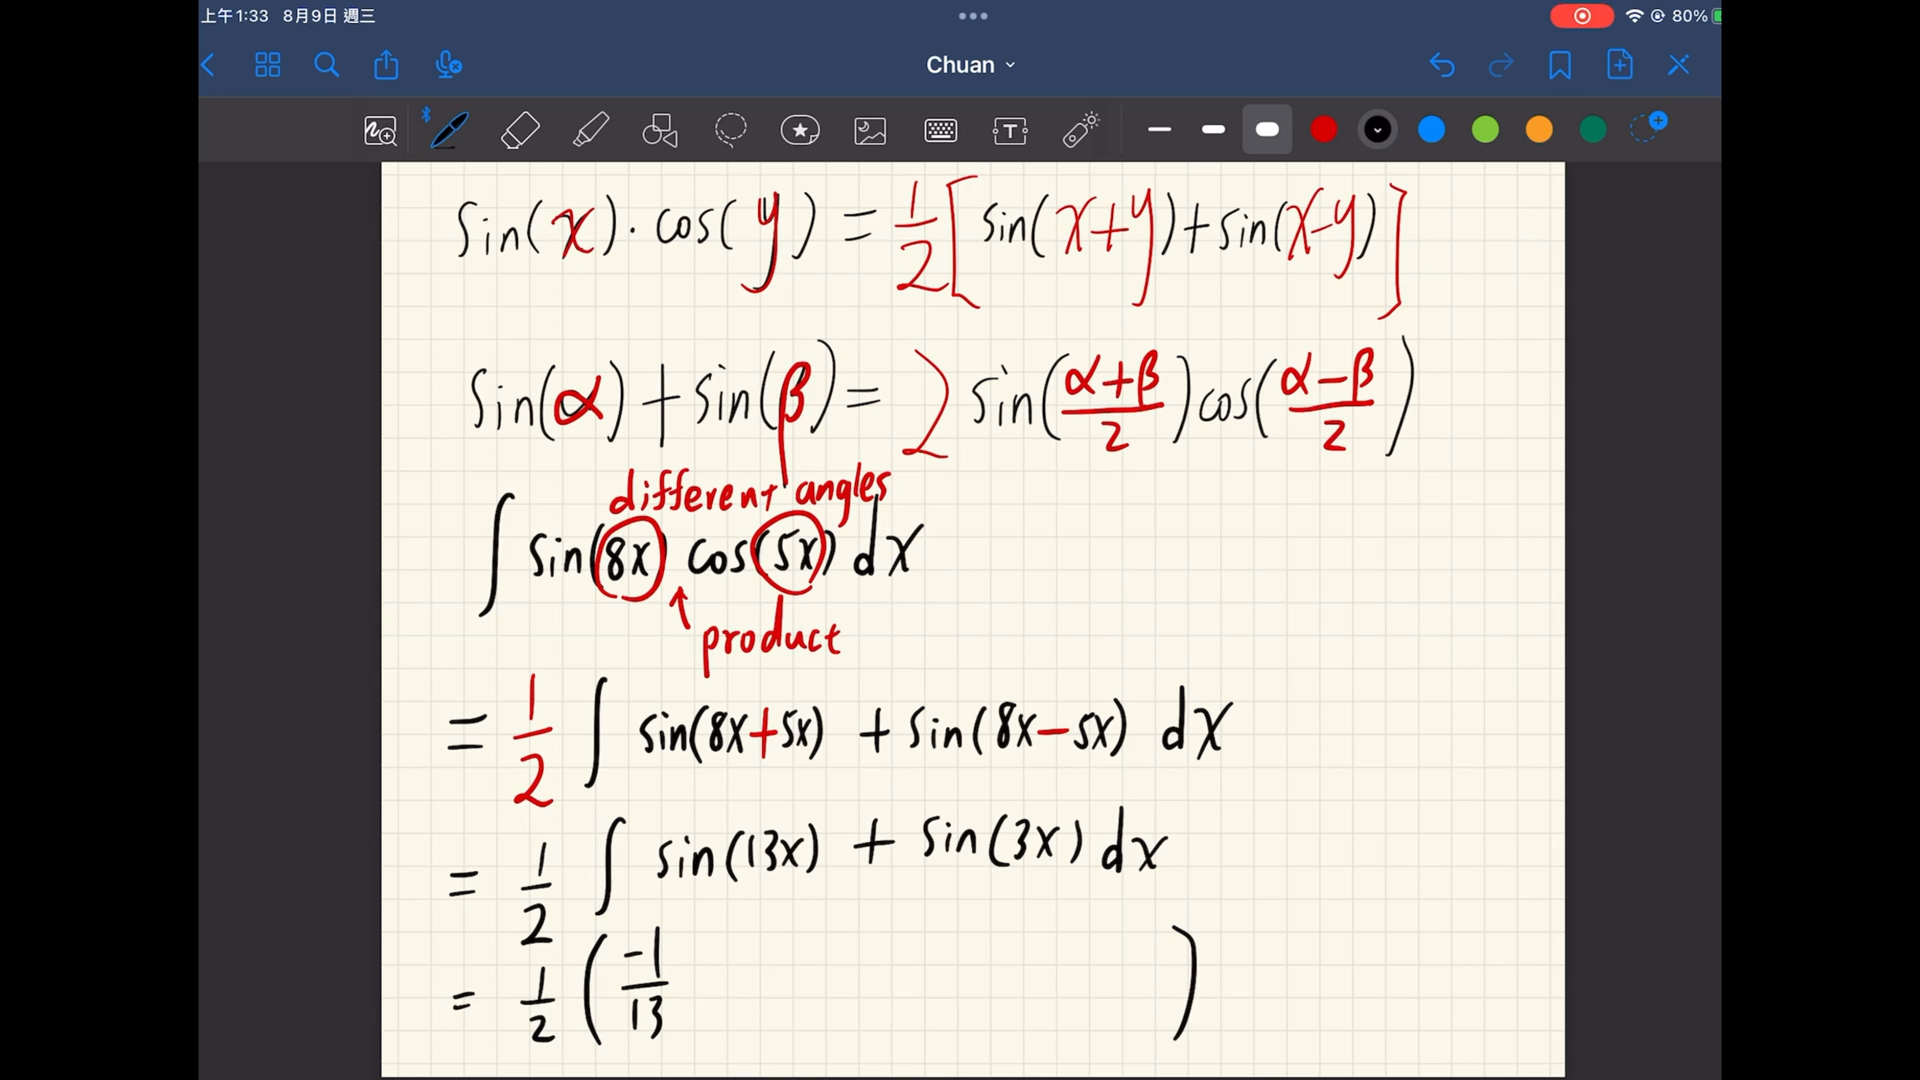 上午1:33 8月9日 週三 80%
Chuan
T
sin(x)·cos(y) = 1/2[sin(x+y)+sin(x-y)]
sin(α)+sin(β)= 2 sin(α+β/2)cos(α-β/2)
different angles
∫ sin(8x) cos(5x) dx
↑ product
= 1/2 ∫ sin(8x+5x) + sin(8x-5x) dx
= 1/2 ∫ sin(13x) + sin(3x) dx
= 1/2 ( -1/13 )